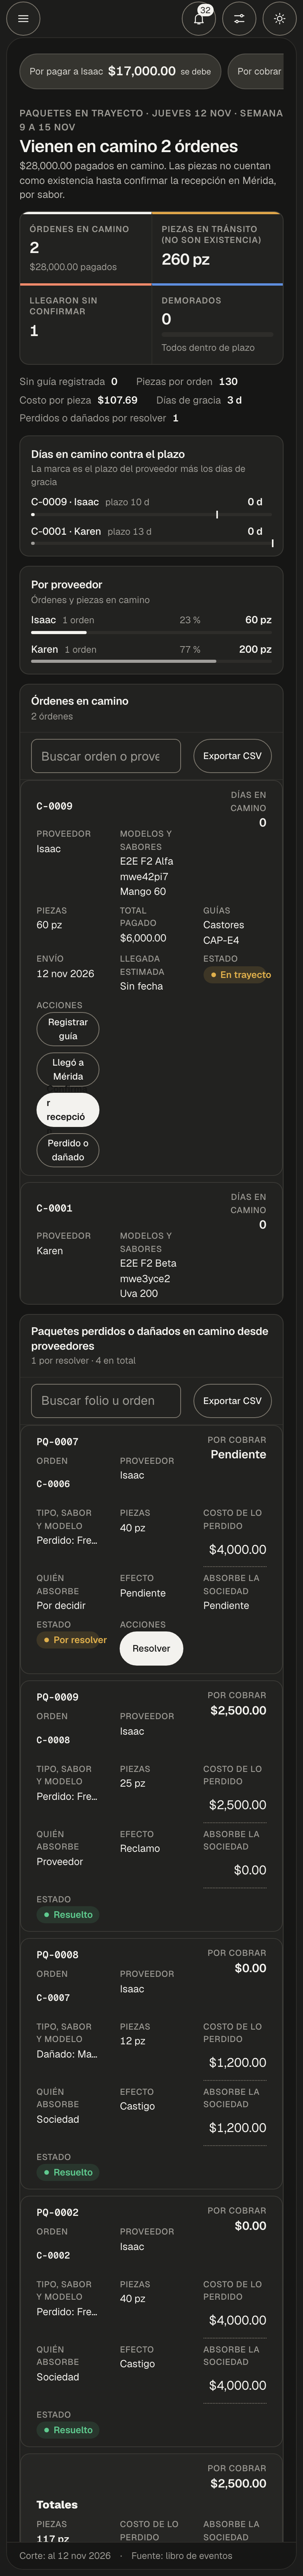 32
Por pagar a Isaac $17,000.00 se debe
Por cobrar
PAQUETES EN TRAYECTO · JUEVES 12 NOV · SEMANA
9 A 15 NOV
Vienen en camino 2 órdenes
$28,000.00 pagados en camino. Las piezas no cuentan
como existencia hasta confirmar la recepción en Mérida,
por sabor.
ÓRDENES EN CAMINO
2
$28,000.00 pagados
PIEZAS EN TRÁNSITO
(NO SON EXISTENCIA)
260 pz
LLEGARON SIN
CONFIRMAR
1
DEMORADOS
0
Todos dentro de plazo
Sin guía registrada 0 Piezas por orden 130
Costo por pieza $107.69 Días de gracia 3 d
Perdidos o dañados por resolver 1
Días en camino contra el plazo
La marca es el plazo del proveedor más los días de
gracia
C-0009 · Isaac plazo 10 d 0 d
C-0001 · Karen plazo 13 d 0 d
Por proveedor
Órdenes y piezas en camino
Isaac 1 orden 23 % 60 pz
Karen 1 orden 77 % 200 pz
Órdenes en camino
2 órdenes
Buscar orden o prove
Exportar CSV
C-0009
DÍAS EN
CAMINO
0
PROVEEDOR
Isaac
MODELOS Y
SABORES
E2E F2 Alfa
mwe42pi7
Mango 60
PIEZAS
60 pz
TOTAL
PAGADO
$6,000.00
GUÍAS
Castores
CAP-E4
ENVÍO
12 nov 2026
LLEGADA
ESTIMADA
Sin fecha
ESTADO
En trayecto
ACCIONES
Registrar
guía
Llegó a
Mérida
r
recepció
Perdido o
dañado
C-0001
DÍAS EN
CAMINO
0
PROVEEDOR
Karen
MODELOS Y
SABORES
E2E F2 Beta
mwe3yce2
Uva 200
Paquetes perdidos o dañados en camino desde
proveedores
1 por resolver · 4 en total
Buscar folio u orden
Exportar CSV
PQ-0007
POR COBRAR
Pendiente
ORDEN
C-0006
PROVEEDOR
Isaac
TIPO, SABOR
Y MODELO
Perdido: Fre...
PIEZAS
40 pz
COSTO DE LO
PERDIDO
$4,000.00
QUIÉN
ABSORBE
Por decidir
EFECTO
Pendiente
ABSORBE LA
SOCIEDAD
Pendiente
ESTADO
Por resolver
ACCIONES
Resolver
PQ-0009
POR COBRAR
$2,500.00
ORDEN
C-0008
PROVEEDOR
Isaac
TIPO, SABOR
Y MODELO
Perdido: Fre...
PIEZAS
25 pz
COSTO DE LO
PERDIDO
$2,500.00
QUIÉN
ABSORBE
Proveedor
EFECTO
Reclamo
ABSORBE LA
SOCIEDAD
$0.00
ESTADO
Resuelto
PQ-0008
POR COBRAR
$0.00
ORDEN
C-0007
PROVEEDOR
Isaac
TIPO, SABOR
Y MODELO
Dañado: Ma...
PIEZAS
12 pz
COSTO DE LO
PERDIDO
$1,200.00
QUIÉN
ABSORBE
Sociedad
EFECTO
Castigo
ABSORBE LA
SOCIEDAD
$1,200.00
ESTADO
Resuelto
PQ-0002
POR COBRAR
$0.00
ORDEN
C-0002
PROVEEDOR
Isaac
TIPO, SABOR
Y MODELO
Perdido: Fre...
PIEZAS
40 pz
COSTO DE LO
PERDIDO
$4,000.00
QUIÉN
ABSORBE
Sociedad
EFECTO
Castigo
ABSORBE LA
SOCIEDAD
$4,000.00
ESTADO
Resuelto
POR COBRAR
$2,500.00
Totales
PIEZAS
117 pz
COSTO DE LO
PERDIDO
ABSORBE LA
SOCIEDAD
Corte: al 12 nov 2026 · Fuente: libro de eventos